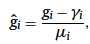 ĝᵢ = (gᵢ − γᵢ) / μᵢ,